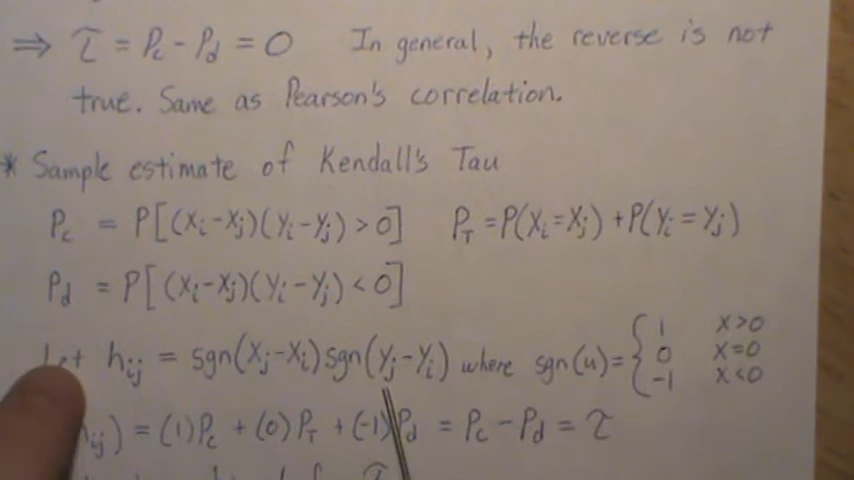 ⇒ τ = Pc - Pd = 0 In general, the reverse is not
true. Same as Pearson's correlation.
* Sample estimate of Kendall's Tau
Pc = P[(Xi-Xj)(Yi-Yj) > 0] PT = P(Xi=Xj) + P(Yi=Yj)
Pd = P[(Xi-Xj)(Yi-Yj) < 0]
Let hij = sgn(Xj-Xi) sgn(Yj-Yi) where sgn(u) = { 1 x>0
0 x=0
-1 x<0
hij) = (1)Pc + (0)PT + (-1)Pd = Pc - Pd = τ